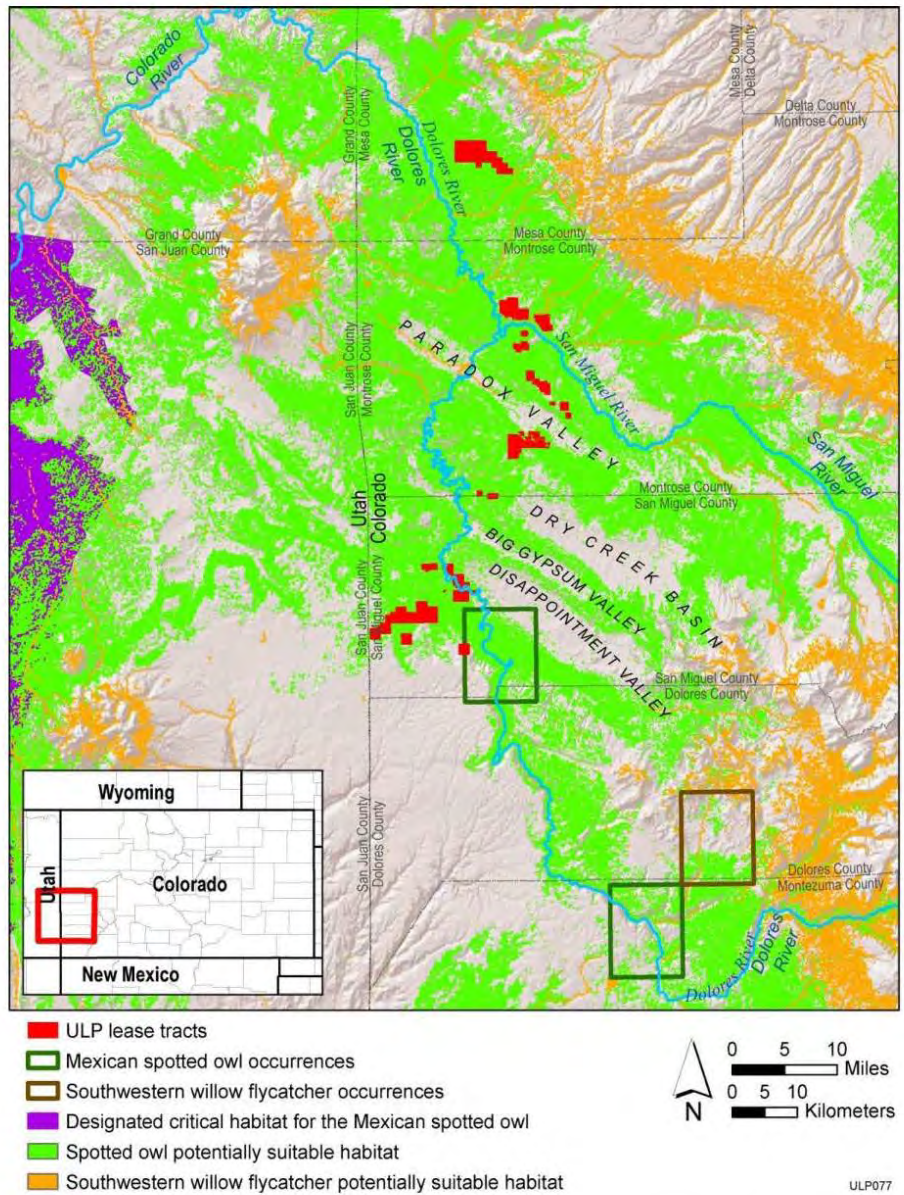 Colorado
River
Mesa County
Delta County
Delta County
Montrose County
Grand County
Mesa County
Dolores River
Dolores
River
Grand County
San Juan County
Mesa County
Montrose County
PARADOX VALLEY
San Juan County
Montrose County
San Miguel River
San Miguel
River
Utah
Colorado
Montrose County
San Miguel County
DRY CREEK BASIN
BIG GYPSUM VALLEY
DISAPPOINTMENT VALLEY
San Juan County
San Miguel County
San Miguel County
Dolores County
San Juan County
Dolores County
Dolores County
Montezuma County
Dolores River
Dolores
River
Wyoming
Utah
Colorado
New Mexico
ULP lease tracts
Mexican spotted owl occurrences
Southwestern willow flycatcher occurrences
Designated critical habitat for the Mexican spotted owl
Spotted owl potentially suitable habitat
Southwestern willow flycatcher potentially suitable habitat
N
0 5 10
Miles
0 5 10
Kilometers
ULP077